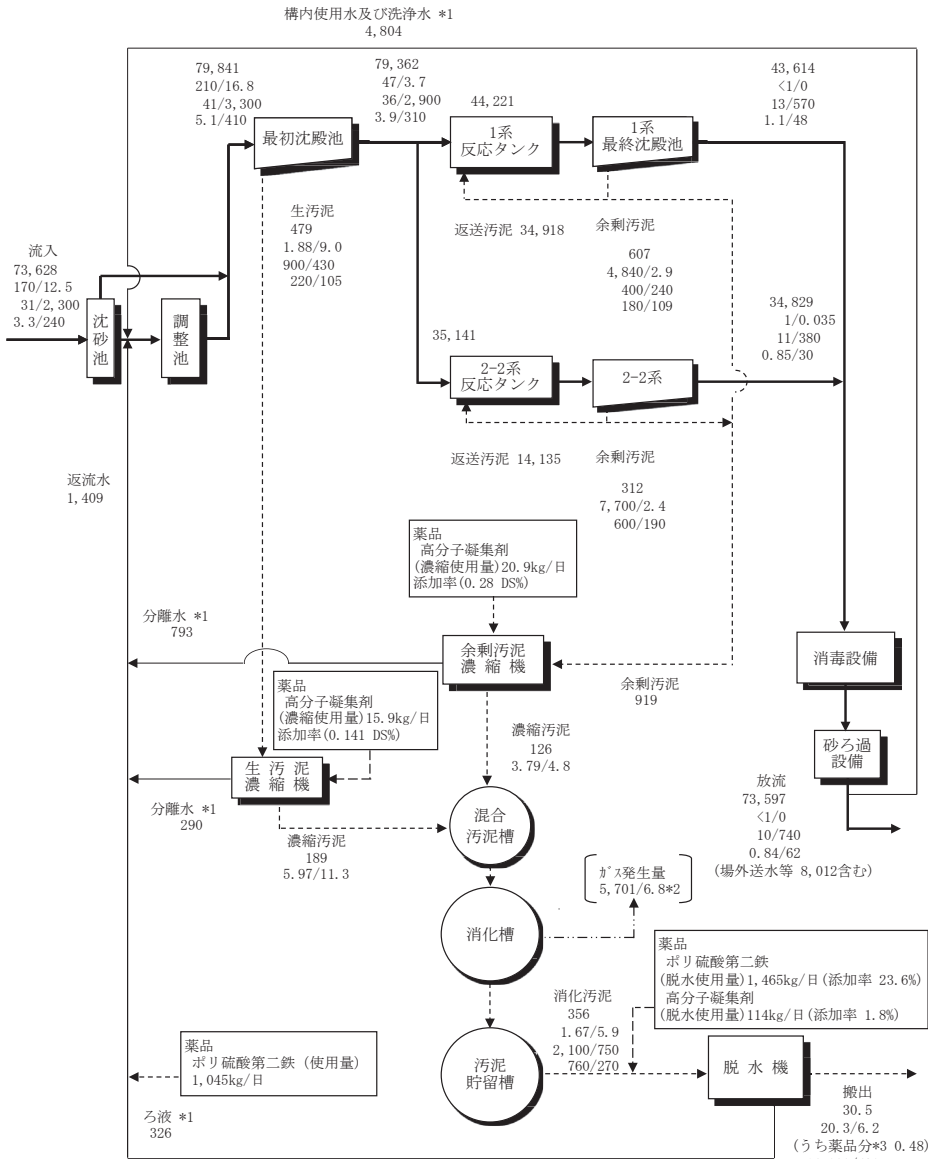 構内使用水及び洗浄水 *1
4,804
79,841
210/16.8
41/3,300
5.1/410
79,362
47/3.7
36/2,900
3.9/310
44,221
43,614
<1/0
13/570
1.1/48
最初沈殿池
1系
反応タンク
1系
最終沈殿池
生汚泥
479
1.88/9.0
900/430
220/105
返送汚泥 34,918
余剰汚泥
607
4,840/2.9
400/240
180/109
流入
73,628
170/12.5
31/2,300
3.3/240
沈
砂
池
調
整
池
35,141
34,829
1/0.035
11/380
0.85/30
2-2系
反応タンク
2-2系
返送汚泥 14,135
余剰汚泥
312
7,700/2.4
600/190
返流水
1,409
薬品
高分子凝集剤
(濃縮使用量)20.9kg/日
添加率(0.28 DS%)
分離水 *1
793
余剰汚泥
濃 縮 機
消毒設備
余剰汚泥
919
薬品
高分子凝集剤
(濃縮使用量)15.9kg/日
添加率(0.141 DS%)
濃縮汚泥
126
3.79/4.8
砂ろ過
設備
生 汚 泥
濃 縮 機
分離水 *1
290
濃縮汚泥
189
5.97/11.3
混合
汚泥槽
放流
73,597
<1/0
10/740
0.84/62
(場外送水等 8,012含む)
ｶﾞｽ発生量
5,701/6.8*2
消化槽
薬品
ポリ硫酸第二鉄
(脱水使用量)1,465kg/日(添加率 23.6%)
高分子凝集剤
(脱水使用量)114kg/日(添加率 1.8%)
消化汚泥
356
1.67/5.9
2,100/750
760/270
薬品
ポリ硫酸第二鉄（使用量）
1,045kg/日
汚泥
貯留槽
脱 水 機
ろ液 *1
326
搬出
30.5
20.3/6.2
(うち薬品分*3 0.48)